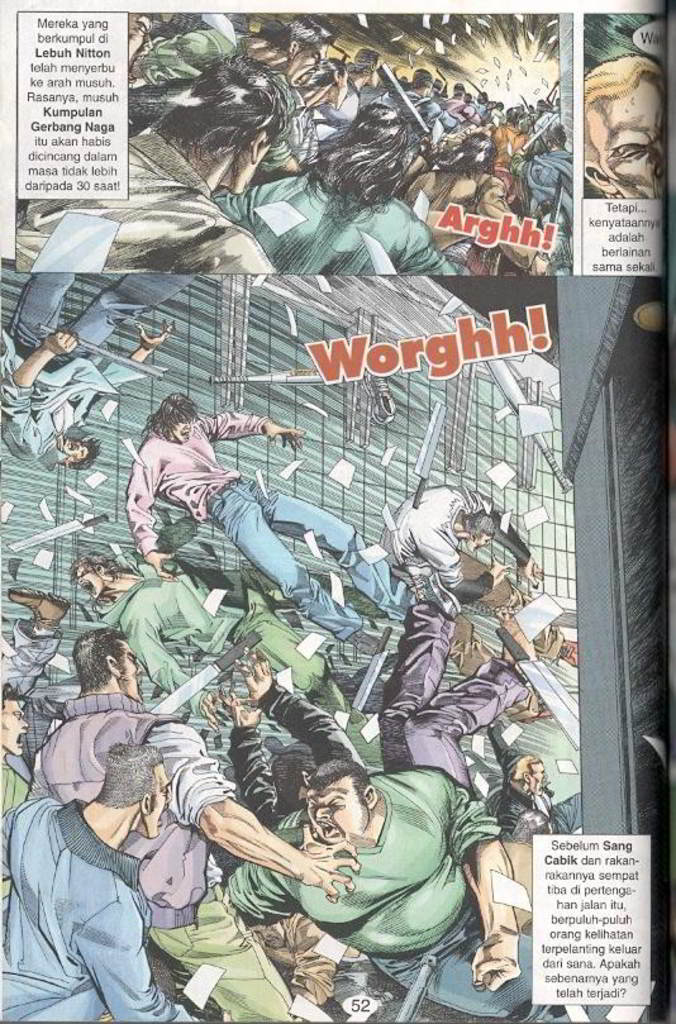 Mereka yang
berkumpul di
Lebuh Nitton
telah menyerbu
ke arah musuh.
Rasanya, musuh
Kumpulan
Gerbang Naga
itu akan habis
dicincang dalam
masa tidak lebih
daripada 30 saat!
Arghh!
Tetapi...
kenyataannya
adalah
berlainan
sama sekali
Worghh!
Sebelum Sang
Cabik dan rakan-
rakannya sempat
tiba di pertenga-
han jalan itu,
berpuluh-puluh
orang kelihatan
terpelanting keluar
dari sana. Apakah
sebenarnya yang
telah terjadi?
52